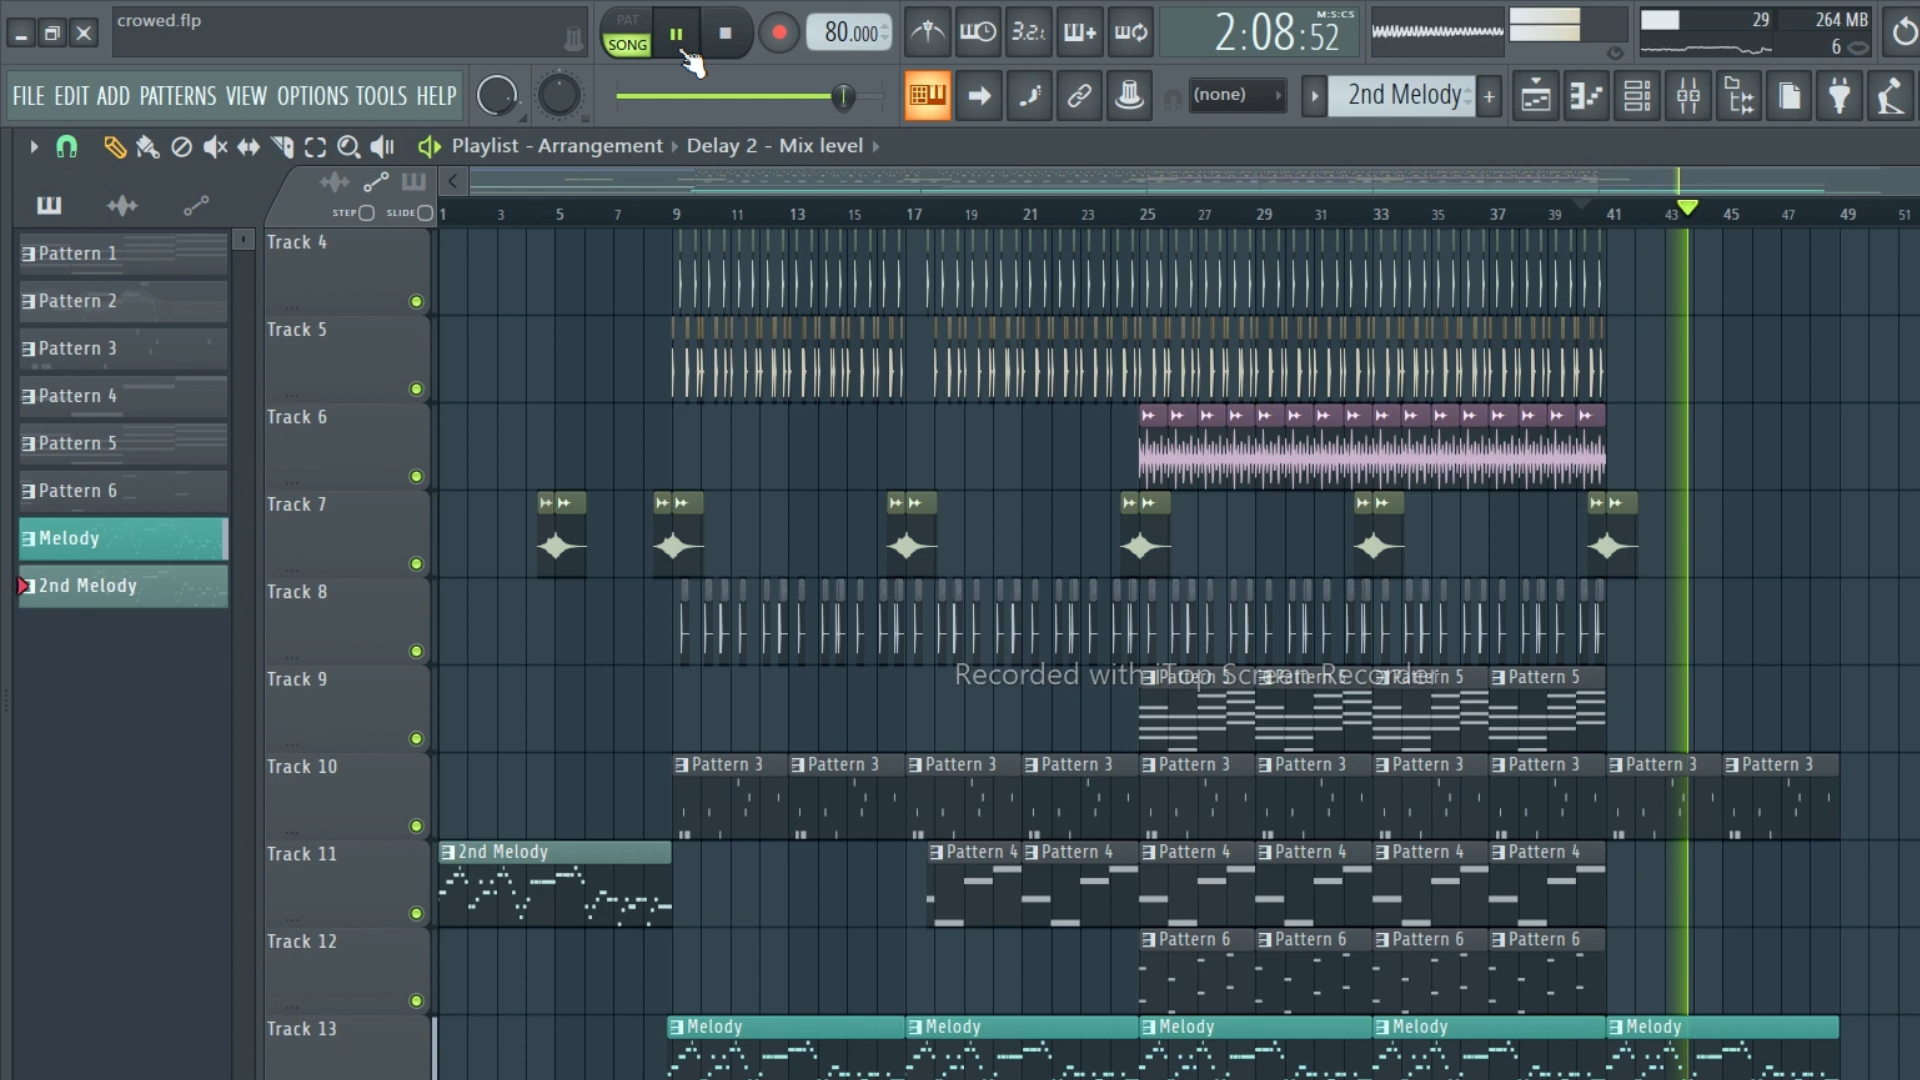 crowed.flp
PAT
SONG
80.000
3.2.
M:S:CS
2:08:52
29
264 MB
6
FILE EDIT ADD PATTERNS VIEW OPTIONS TOOLS HELP
(none)
2nd Melody
+
Playlist - Arrangement Delay 2 - Mix level
STEP SLIDE
1 3 5 7 9 11 13 15 17 19 21 23 25 27 29 31 33 35 37 39 41 43 45 47 49 51
Pattern 1
Pattern 2
Pattern 3
Pattern 4
Pattern 5
Pattern 6
Melody
2nd Melody
Track 4
Track 5
Track 6
Track 7
Track 8
Track 9
Pattern 5 Pattern 5 Pattern 5 Pattern 5
Recorded with iTop Screen Recorder
Track 10
Pattern 3 Pattern 3 Pattern 3 Pattern 3 Pattern 3 Pattern 3 Pattern 3 Pattern 3 Pattern 3 Pattern 3
Track 11
2nd Melody Pattern 4 Pattern 4 Pattern 4 Pattern 4 Pattern 4 Pattern 4
Track 12
Pattern 6 Pattern 6 Pattern 6 Pattern 6
Track 13
Melody Melody Melody Melody Melody